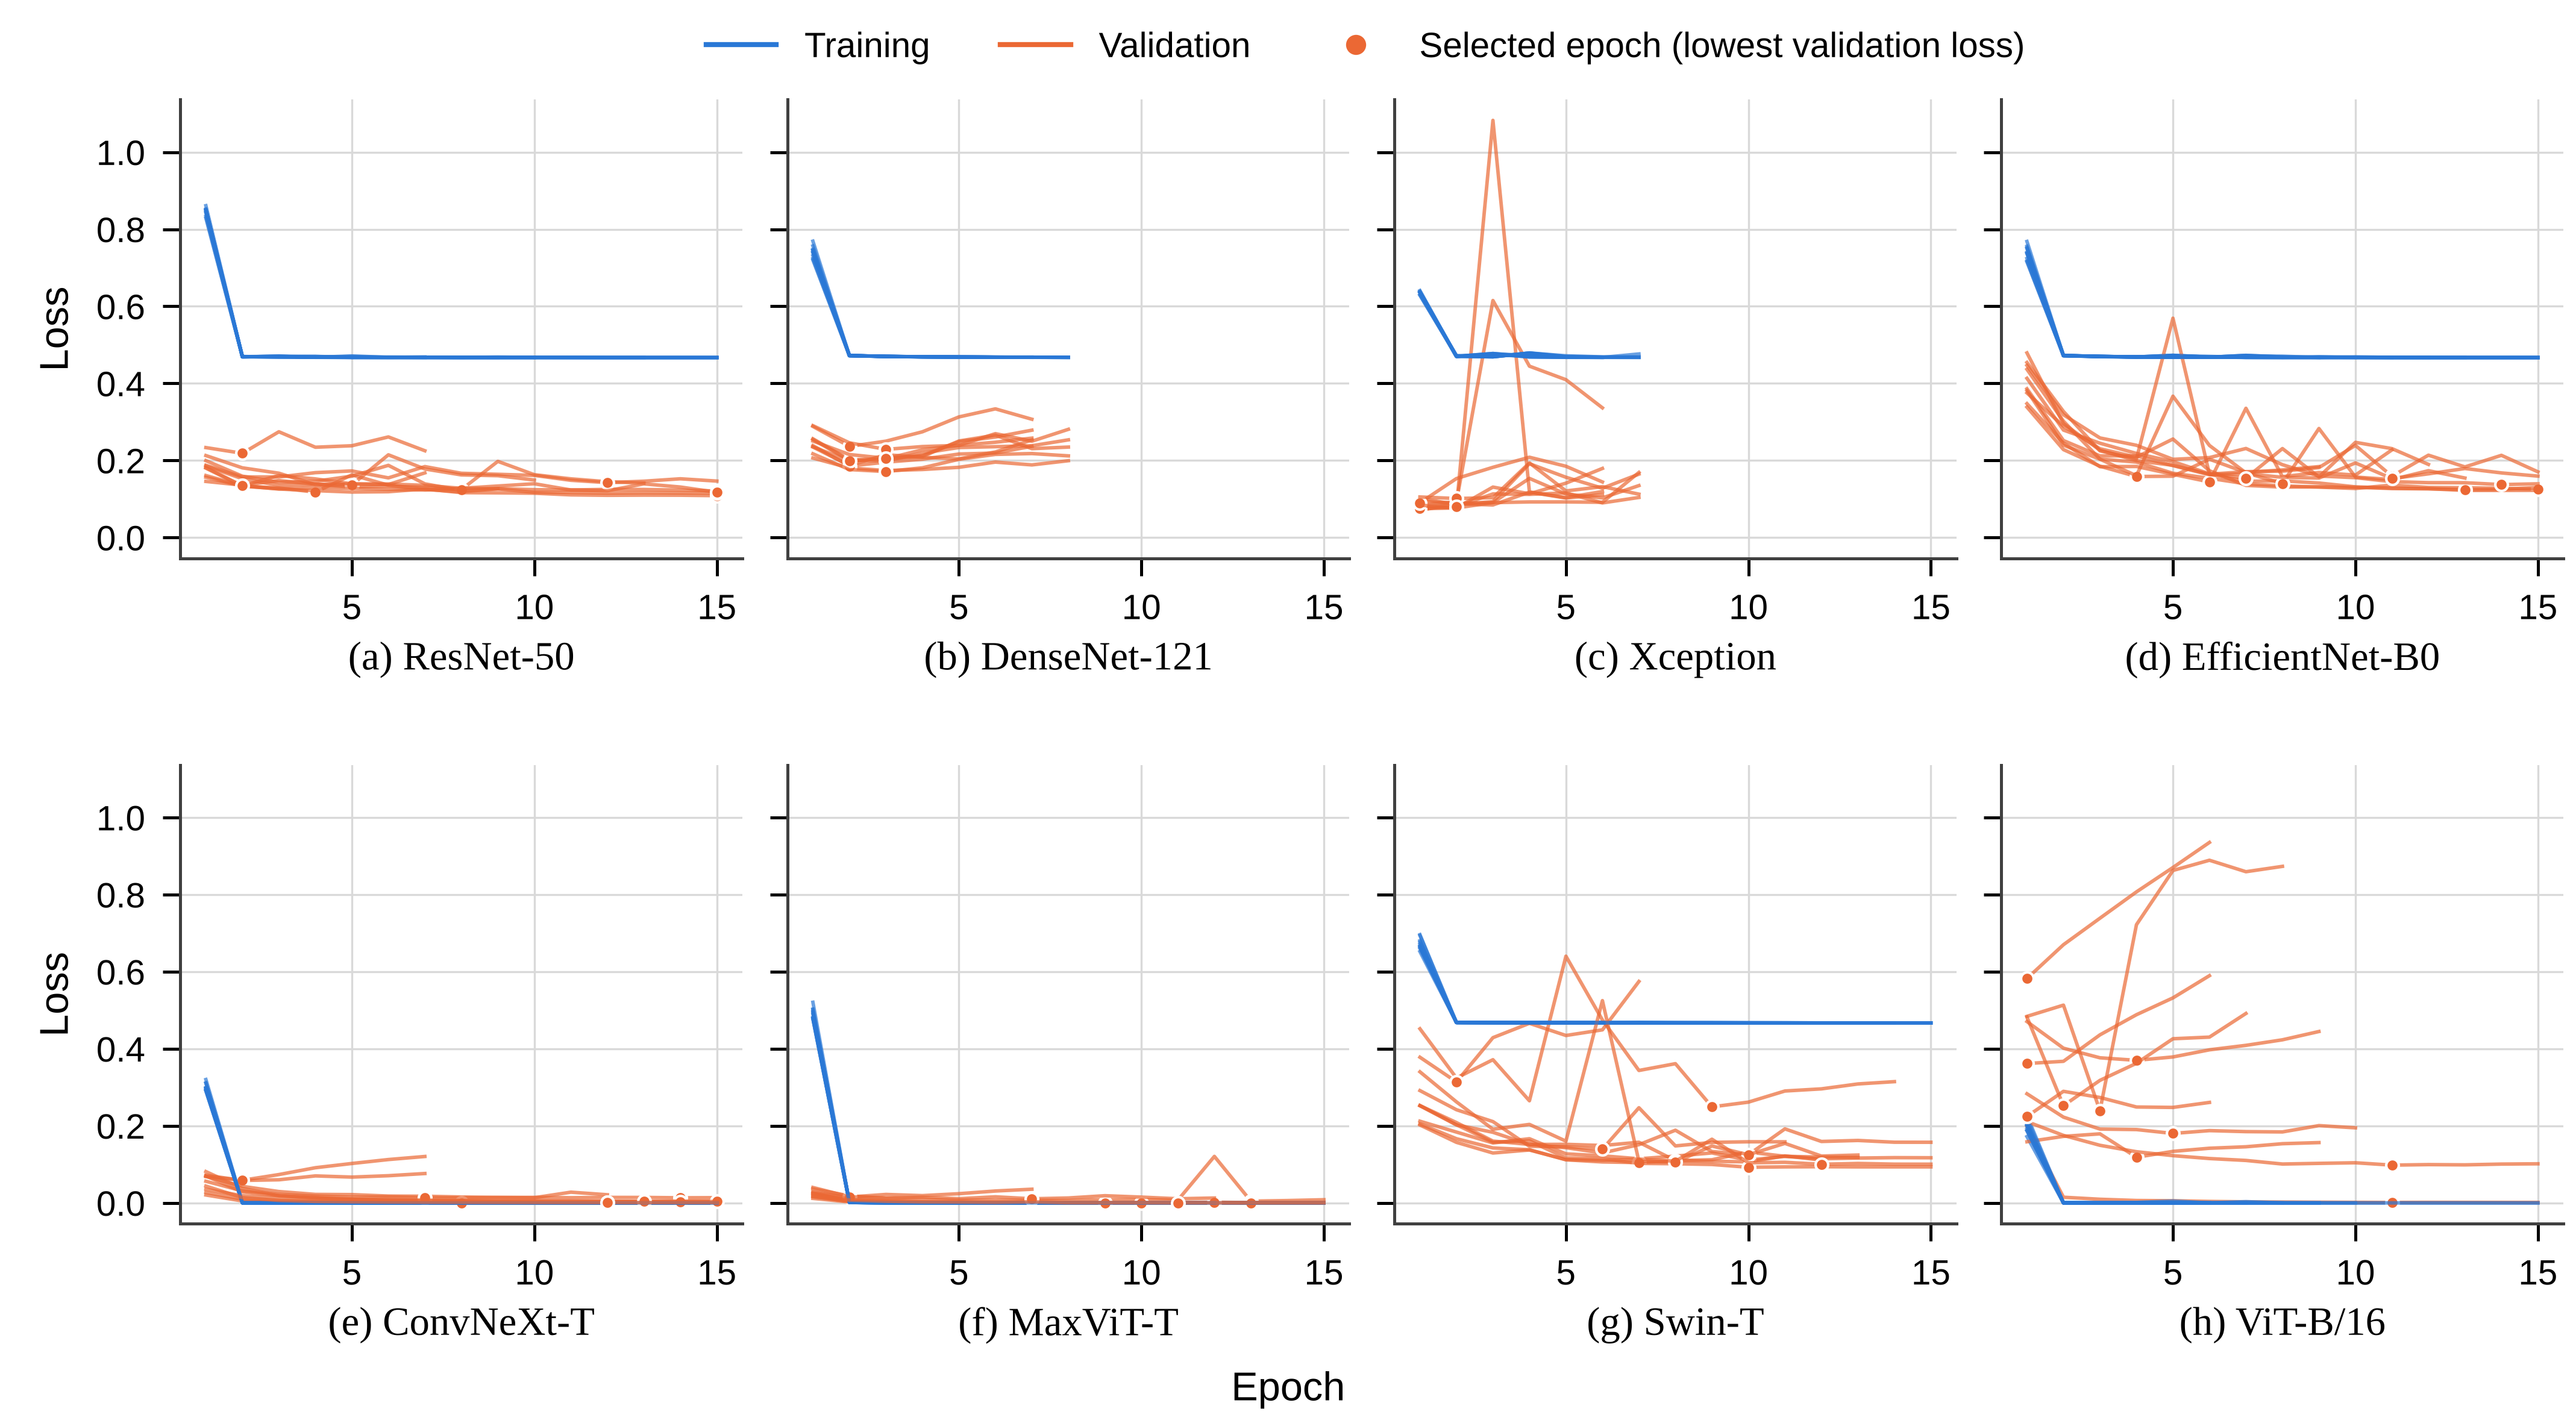 Training Validation Selected epoch (lowest validation loss)
Loss
1.0
0.8
0.6
0.4
0.2
0.0
5 10 15 5 10 15 5 10 15 5 10 15
(a) ResNet-50 (b) DenseNet-121 (c) Xception (d) EfficientNet-B0
Loss
1.0
0.8
0.6
0.4
0.2
0.0
5 10 15 5 10 15 5 10 15 5 10 15
(e) ConvNeXt-T (f) MaxViT-T (g) Swin-T (h) ViT-B/16
Epoch